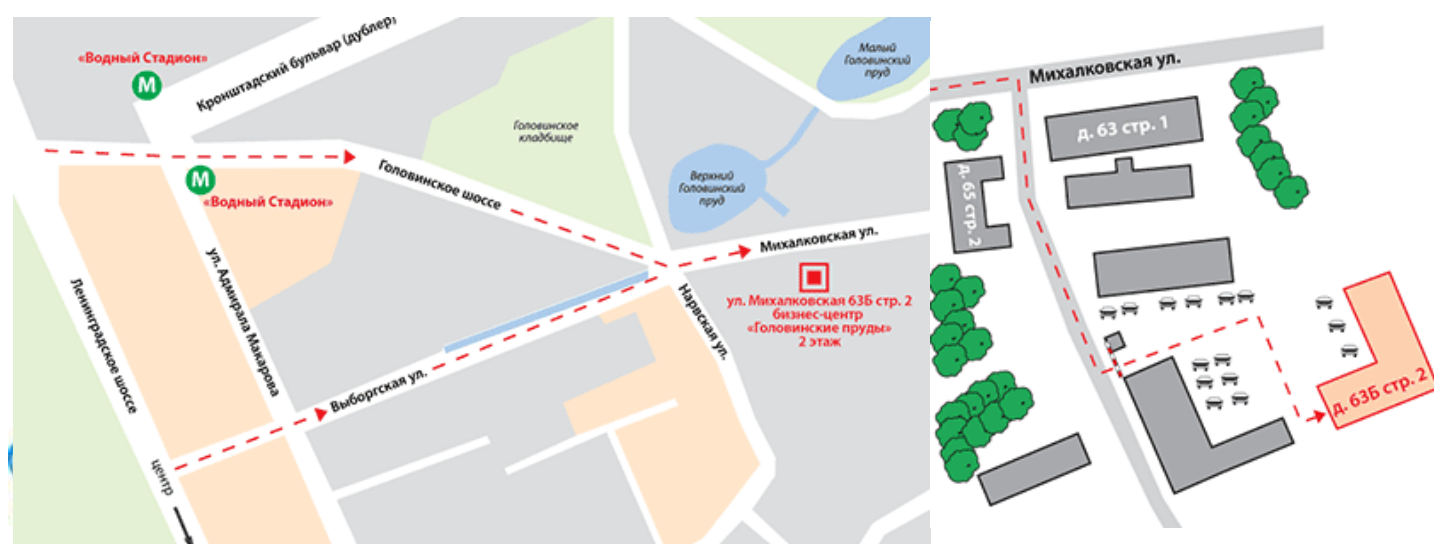 «Водный Стадион»
М
Кронштадский бульвар (дублер)
Малый
Головинский
пруд
Головинское
кладбище
Головинское шоссе
М
«Водный Стадион»
Верхний
Головинский
пруд
Михалковская ул.
ул. Михалковская 63Б стр. 2
бизнес-центр
«Головинские пруды»
2 этаж
Ленинградское шоссе
ул. Адмирала Макарова
Нарвская ул.
Выборгская ул.
центр
Михалковская ул.
д. 63 стр. 1
д. 65 стр. 2
д. 63Б стр. 2